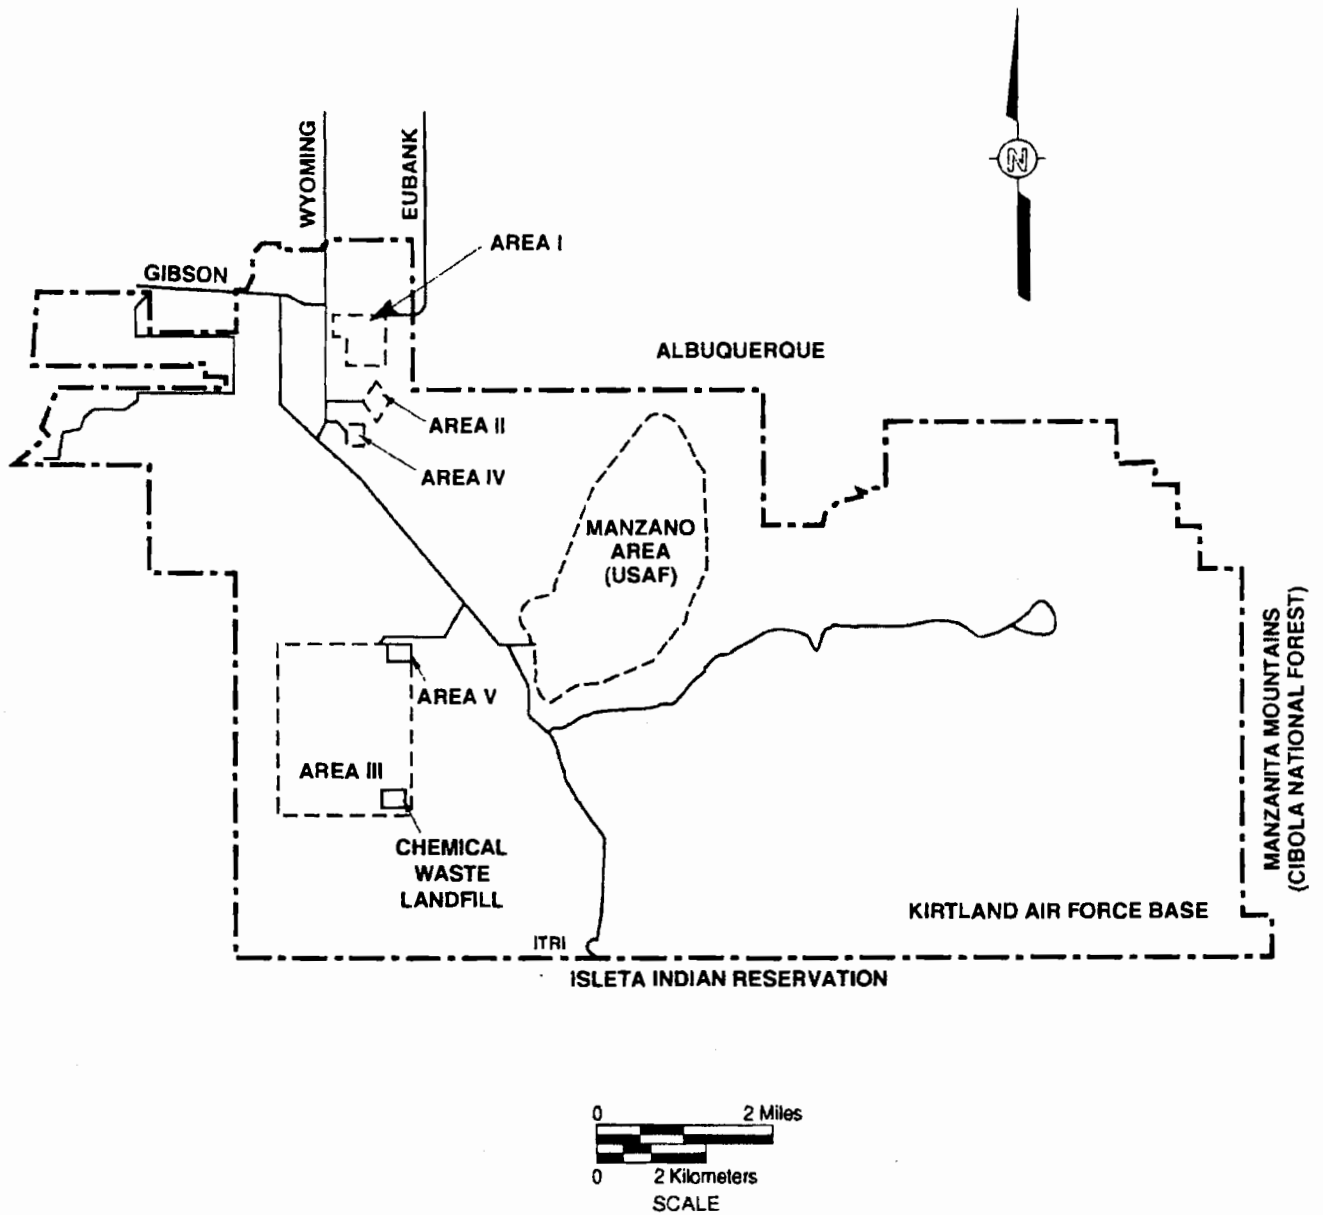 N
WYOMING
EUBANK
AREA I
GIBSON
ALBUQUERQUE
AREA II
AREA IV
MANZANO
AREA
(USAF)
MANZANITA MOUNTAINS
(CIBOLA NATIONAL FOREST)
AREA V
AREA III
CHEMICAL
WASTE
LANDFILL
KIRTLAND AIR FORCE BASE
ITRI
ISLETA INDIAN RESERVATION
0 2 Miles
0 2 Kilometers
SCALE